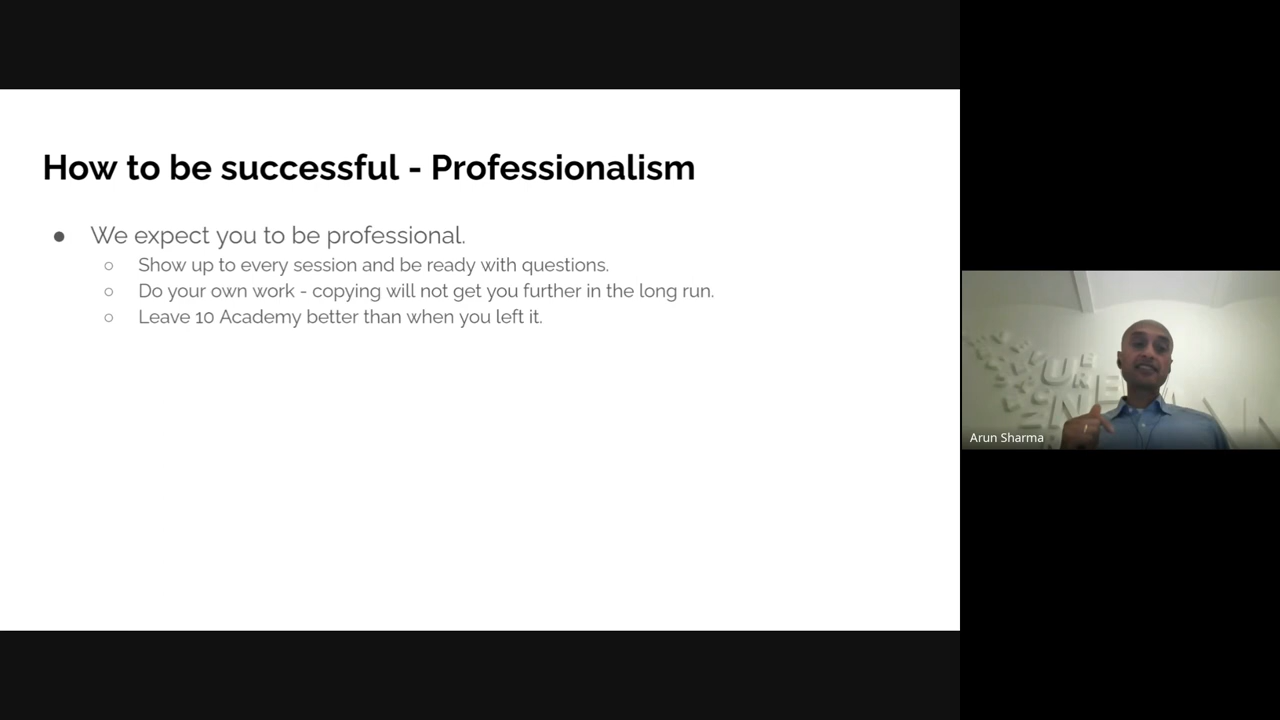 How to be successful - Professionalism
● We expect you to be professional.
○ Show up to every session and be ready with questions.
○ Do your own work - copying will not get you further in the long run.
○ Leave 10 Academy better than when you left it.
Arun Sharma